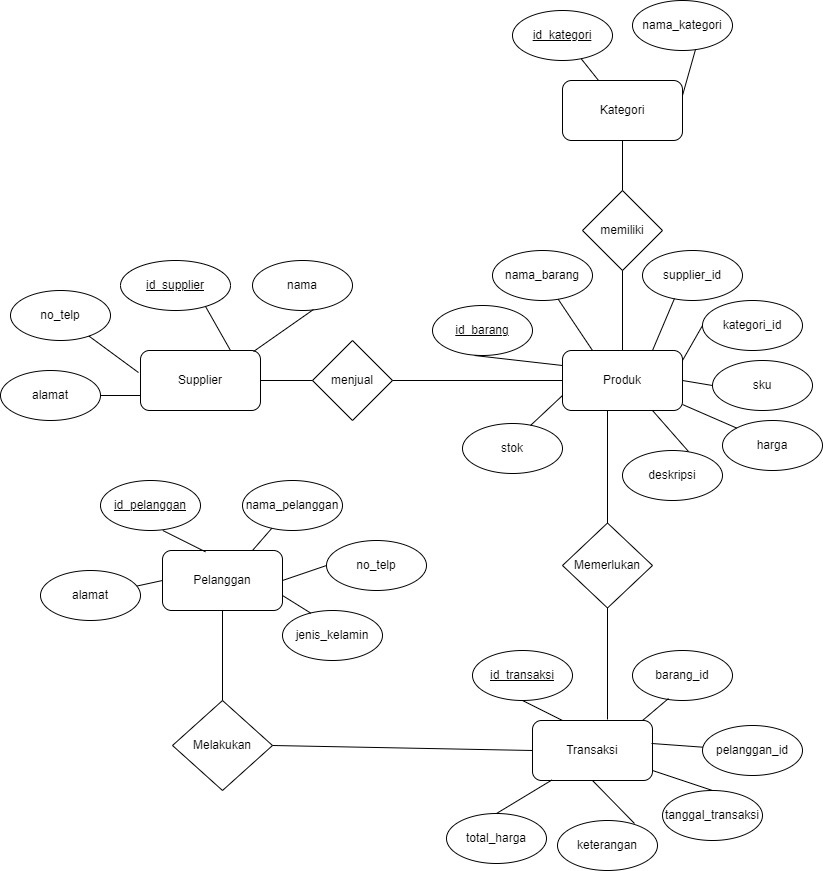 nama_kategori
id_kategori
Kategori
memiliki
nama_barang
supplier_id
id_supplier
nama
no_telp
id_barang
kategori_id
Supplier
menjual
Produk
sku
alamat
stok
harga
deskripsi
id_pelanggan
nama_pelanggan
Pelanggan
no_telp
Memerlukan
alamat
jenis_kelamin
id_transaksi
barang_id
Melakukan
Transaksi
pelanggan_id
tanggal_transaksi
total_harga
keterangan